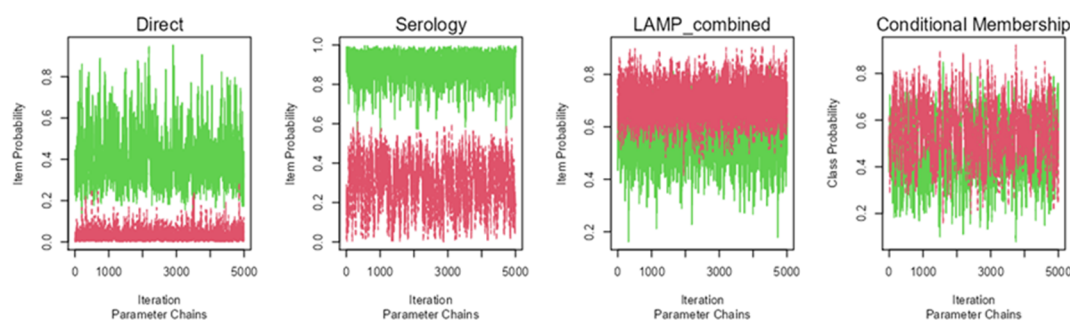 Direct
Item Probability
0.0
0.2
0.4
0.6
0.8
0
1000
3000
5000
Iteration
Parameter Chains
Serology
Item Probability
0.0
0.2
0.4
0.6
0.8
1.0
0
1000
3000
5000
Iteration
Parameter Chains
LAMP_combined
Item Probability
0.2
0.4
0.6
0.8
0
1000
3000
5000
Iteration
Parameter Chains
Conditional Membership
Class Probability
0.2
0.4
0.6
0.8
0
1000
3000
5000
Iteration
Parameter Chains